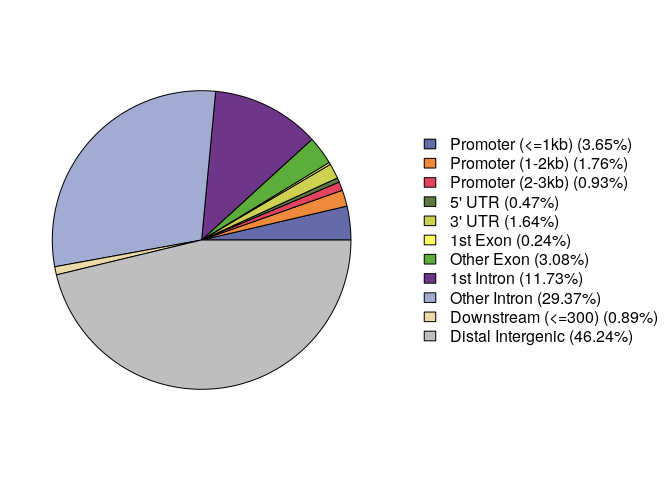 Promoter (<=1kb) (3.65%)
Promoter (1-2kb) (1.76%)
Promoter (2-3kb) (0.93%)
5' UTR (0.47%)
3' UTR (1.64%)
1st Exon (0.24%)
Other Exon (3.08%)
1st Intron (11.73%)
Other Intron (29.37%)
Downstream (<=300) (0.89%)
Distal Intergenic (46.24%)